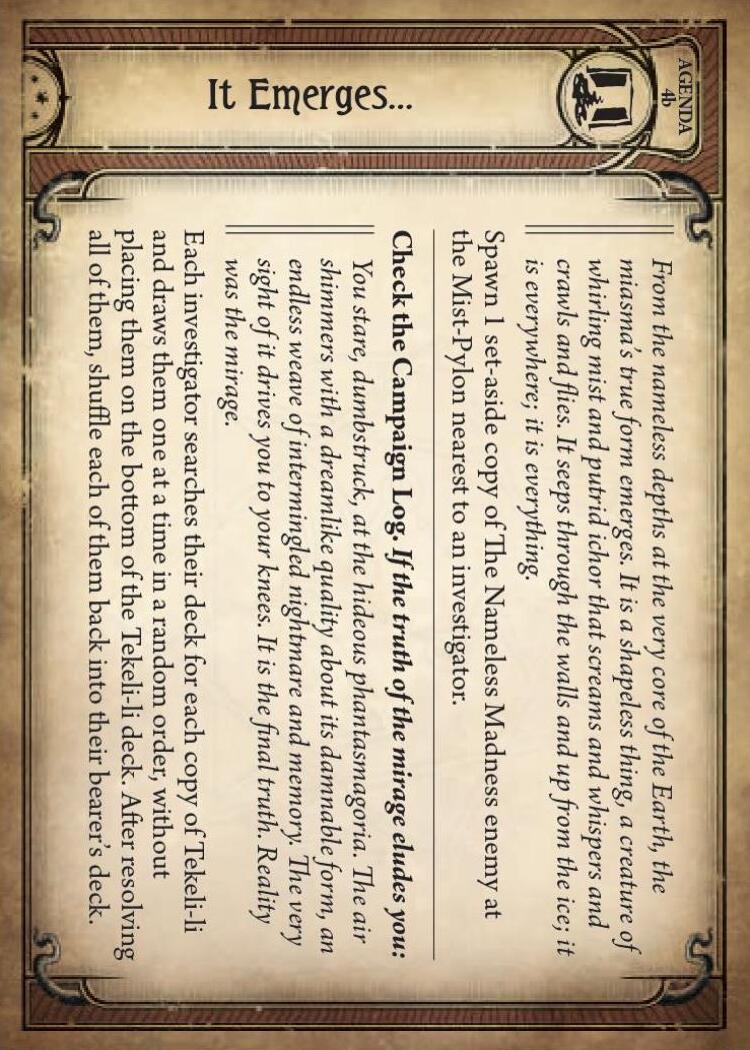 AGENDA
4b
It Emerges...
From the nameless depths at the very core of the Earth, the
miasma's true form emerges. It is a shapeless thing, a creature of
whirling mist and putrid ichor that screams and whispers and
crawls and flies. It seeps through the walls and up from the ice; it
is everywhere; it is everything.
Spawn 1 set-aside copy of The Nameless Madness enemy at
the Mist-Pylon nearest to an investigator.
Check the Campaign Log. If the truth of the mirage eludes you:
You stare, dumbstruck, at the hideous phantasmagoria. The air
shimmers with a dreamlike quality about its damnable form, an
endless weave of intermingled nightmare and memory. The very
sight of it drives you to your knees. It is the final truth. Reality
was the mirage.
Each investigator searches their deck for each copy of Tekeli-li
and draws them one at a time in a random order, without
placing them on the bottom of the Tekeli-li deck. After resolving
all of them, shuffle each of them back into their bearer's deck.